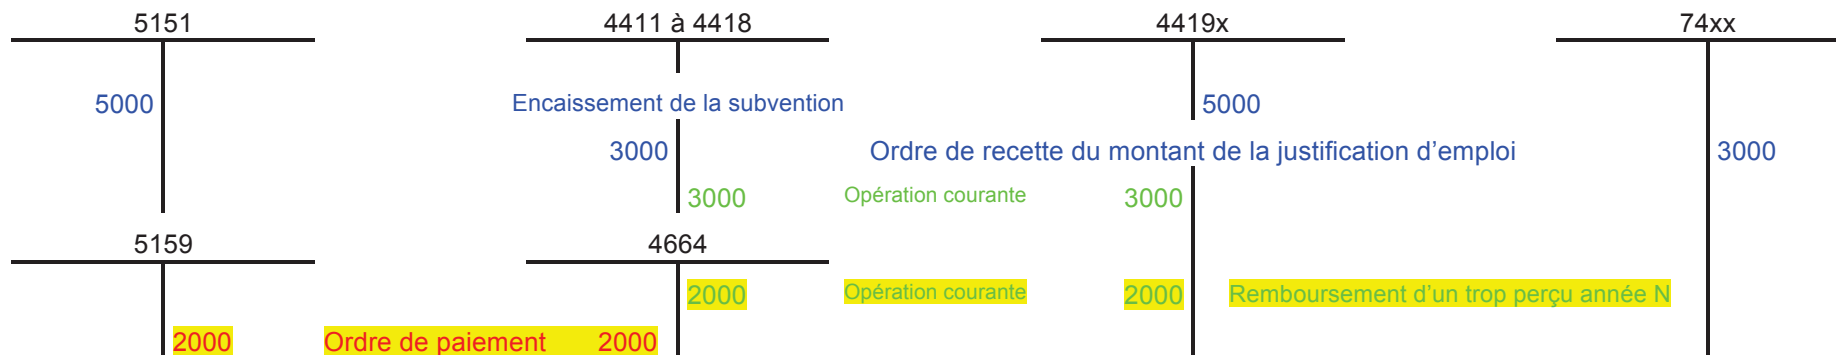 5151 4411 à 4418 4419x 74xx
5000 Encaissement de la subvention 5000
3000 Ordre de recette du montant de la justification d’emploi 3000
3000 Opération courante 3000
5159 4664
2000 Opération courante 2000 Remboursement d’un trop perçu année N
2000 Ordre de paiement 2000